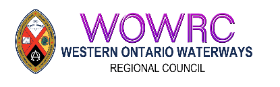 WOWRC
WESTERN ONTARIO WATERWAYS
REGIONAL COUNCIL